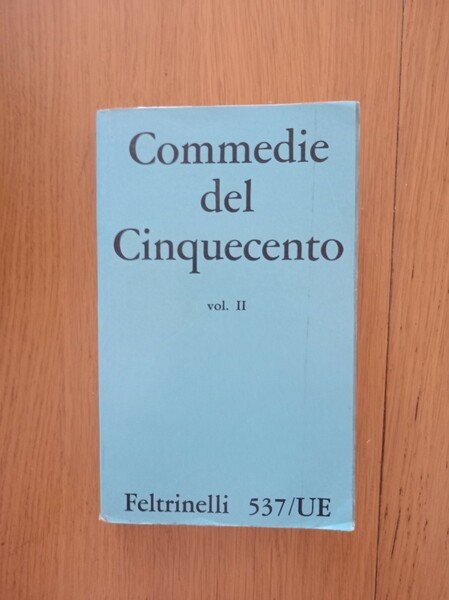 Commedie
del
Cinquecento
vol. II
Feltrinelli 537/UE